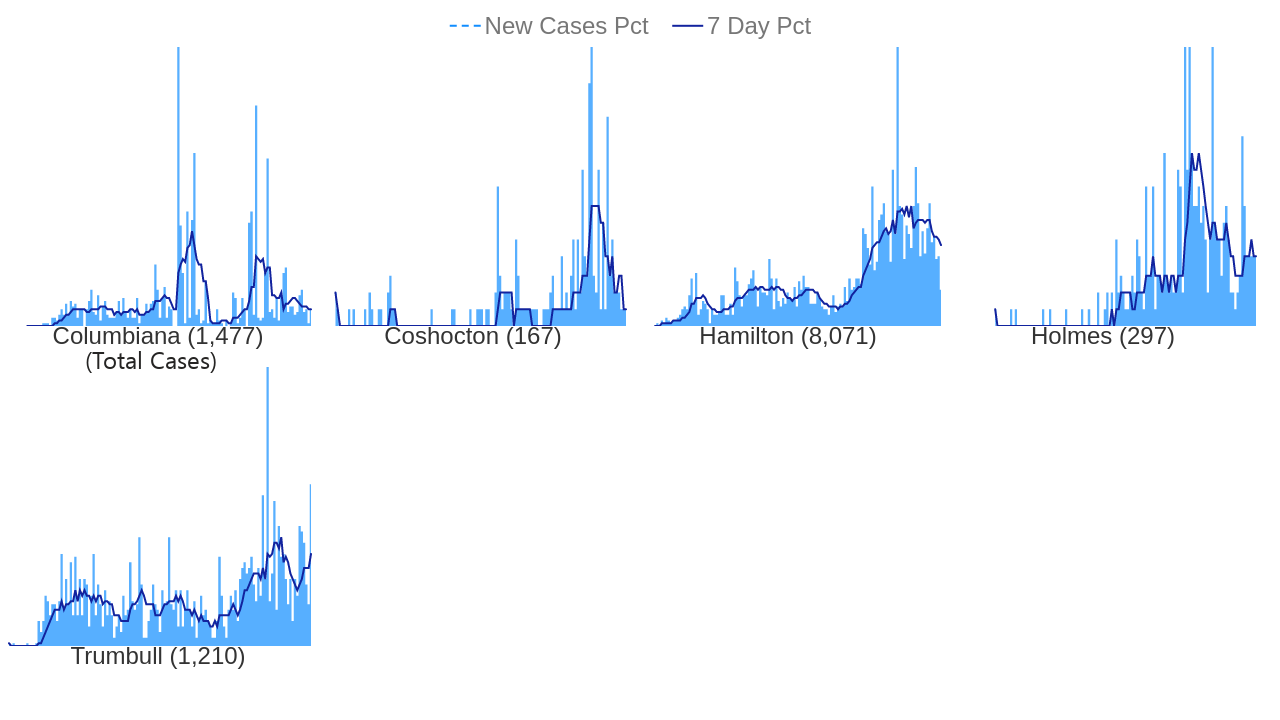 New Cases Pct 7 Day Pct
Columbiana (1,477) Coshocton (167) Hamilton (8,071) Holmes (297)
(Total Cases)
Trumbull (1,210)